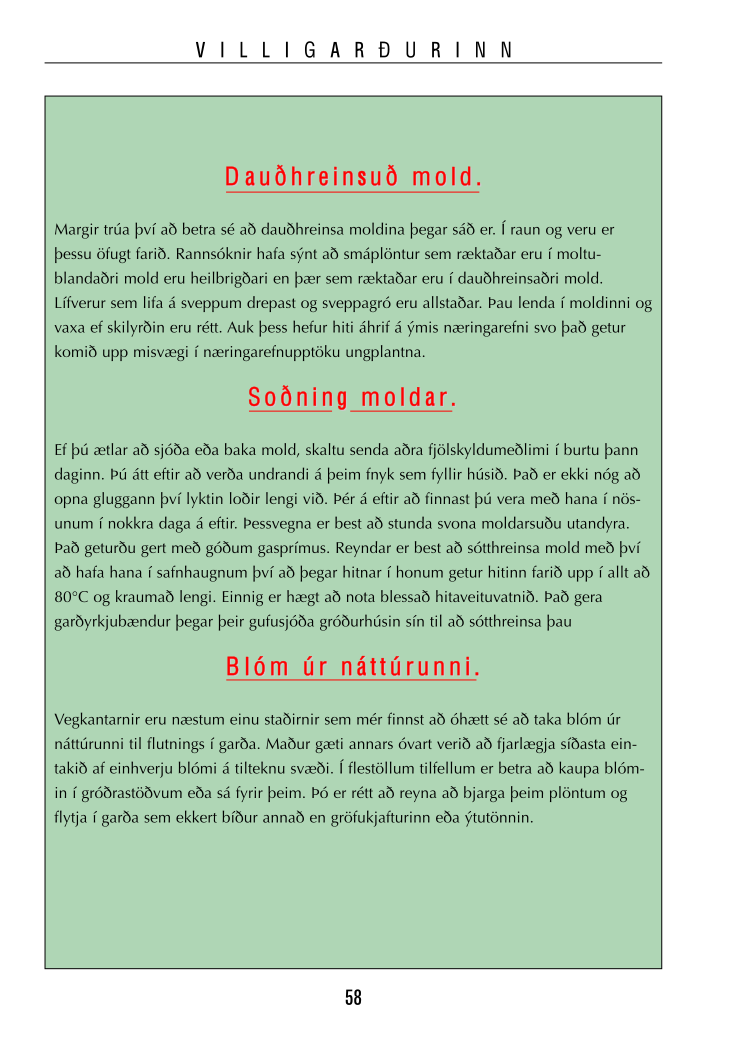 VILLIGARÐURINN
Dauðhreinsuð mold.
Margir trúa því að betra sé að dauðhreinsa moldina þegar sáð er. Í raun og veru er
þessu öfugt farið. Rannsóknir hafa sýnt að smáplöntur sem ræktaðar eru í moltu-
blandaðri mold eru heilbrigðari en þær sem ræktaðar eru í dauðhreinsaðri mold.
Lífverur sem lifa á sveppum drepast og sveppagró eru allstaðar. Þau lenda í moldinni og
vaxa ef skilyrðin eru rétt. Auk þess hefur hiti áhrif á ýmis næringarefni svo það getur
komið upp misvægi í næringarefnupptöku ungplantna.
Soðning moldar.
Ef þú ætlar að sjóða eða baka mold, skaltu senda aðra fjölskyldumeðlimi í burtu þann
daginn. Þú átt eftir að verða undrandi á þeim fnyk sem fyllir húsið. Það er ekki nóg að
opna gluggann því lyktin loðir lengi við. Þér á eftir að finnast þú vera með hana í nös-
unum í nokkra daga á eftir. Þessvegna er best að stunda svona moldarsuðu utandyra.
Það geturðu gert með góðum gasprímus. Reyndar er best að sótthreinsa mold með því
að hafa hana í safnhaugnum því að þegar hitnar í honum getur hitinn farið upp í allt að
80°C og kraumað lengi. Einnig er hægt að nota blessað hitaveituvatnið. Það gera
garðyrkjubændur þegar þeir gufusjóða gróðurhúsin sín til að sótthreinsa þau
Blóm úr náttúrunni.
Vegkantarnir eru næstum einu staðirnir sem mér finnst að óhætt sé að taka blóm úr
náttúrunni til flutnings í garða. Maður gæti annars óvart verið að fjarlægja síðasta ein-
takið af einhverju blómi á tilteknu svæði. Í flestöllum tilfellum er betra að kaupa blóm-
in í gróðrastöðvum eða sá fyrir þeim. Þó er rétt að reyna að bjarga þeim plöntum og
flytja í garða sem ekkert bíður annað en gröfukjafturinn eða ýtutönnin.
58